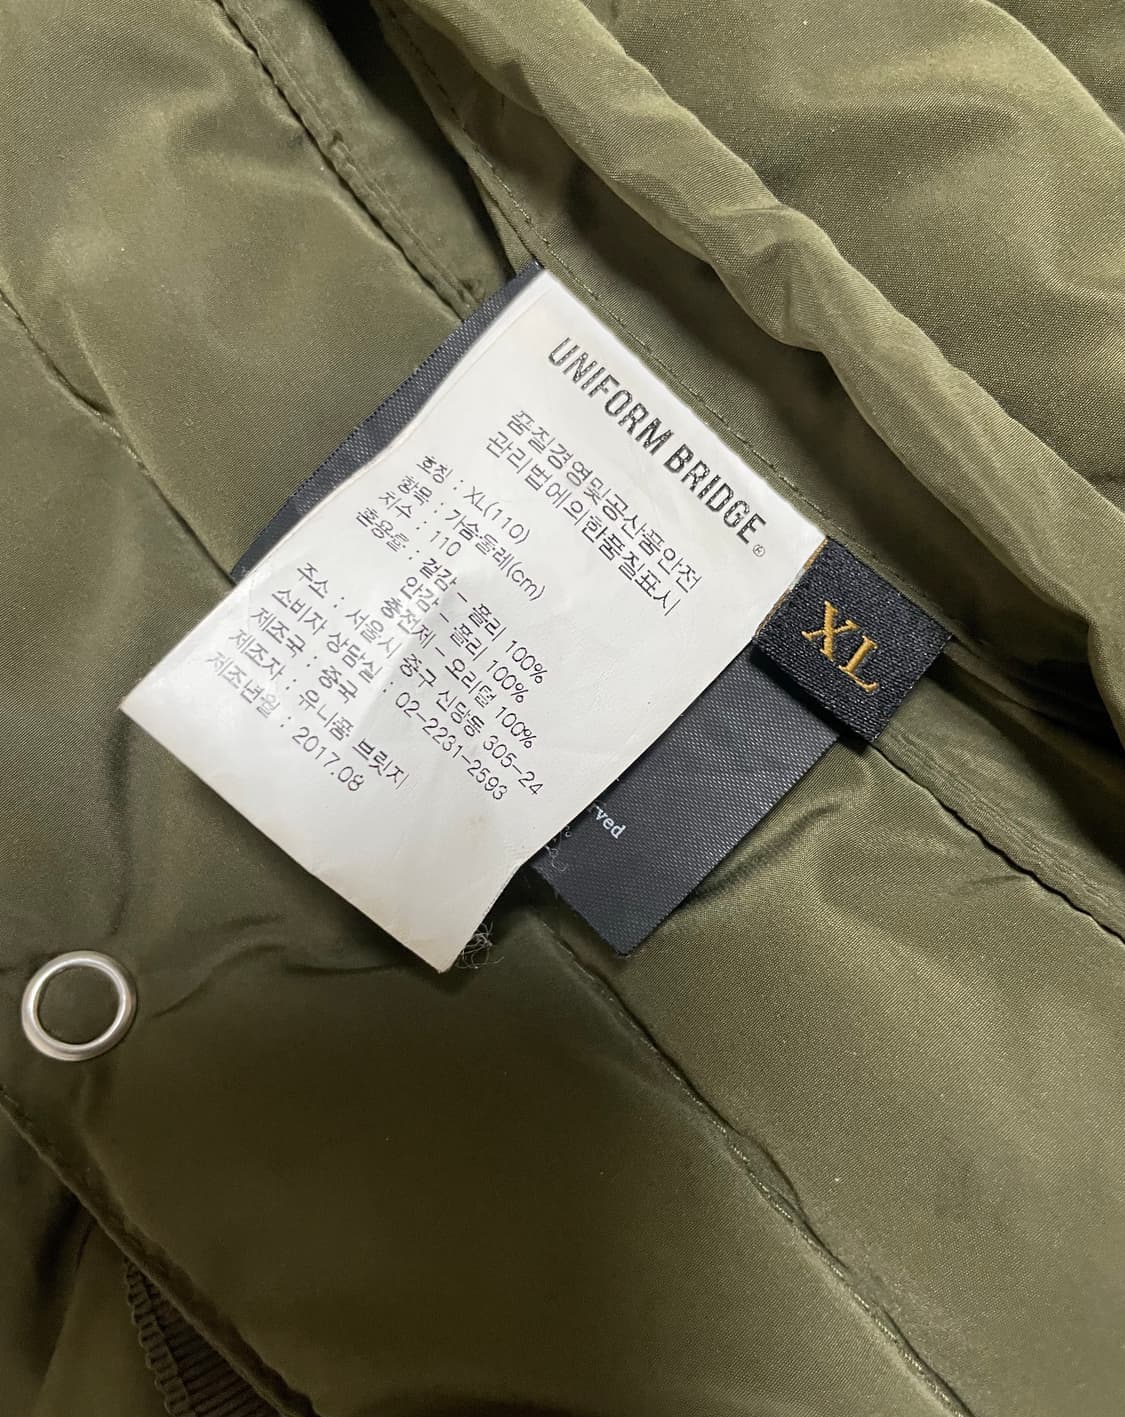 UNIFORM BRIDGE®
품질경영및공산품안전
관리법에의한품질표시
호칭 : XL(110)
항목 : 가슴둘레(cm)
치수 : 110
혼용률 : 겉감 - 폴리 100%
안감 - 폴리 100%
충전제 - 오리털 100%
주소 : 서울시 중구 신당동 305-24
소비자 상담실 : 02-2231-2593
제조국 : 중국
제조자 : 유니폼 브릿지
제조년월 : 2017.08
XL